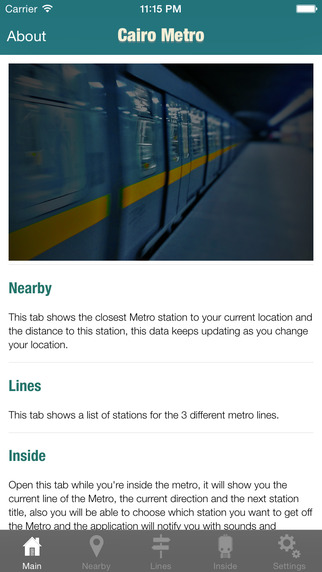 Carrier 11:15 PM
About Cairo Metro
Nearby
This tab shows the closest Metro station to your current location and
the distance to this station, this data keeps updating as you change
your location.
Lines
This tab shows a list of stations for the 3 different metro lines.
Inside
Open this tab while you're inside the metro, it will show you the
current line of the Metro, the current direction and the next station
title, also you will be able to choose which station you want to get off
the Metro and the application will notify you with sounds and
Main Nearby Lines Inside Settings